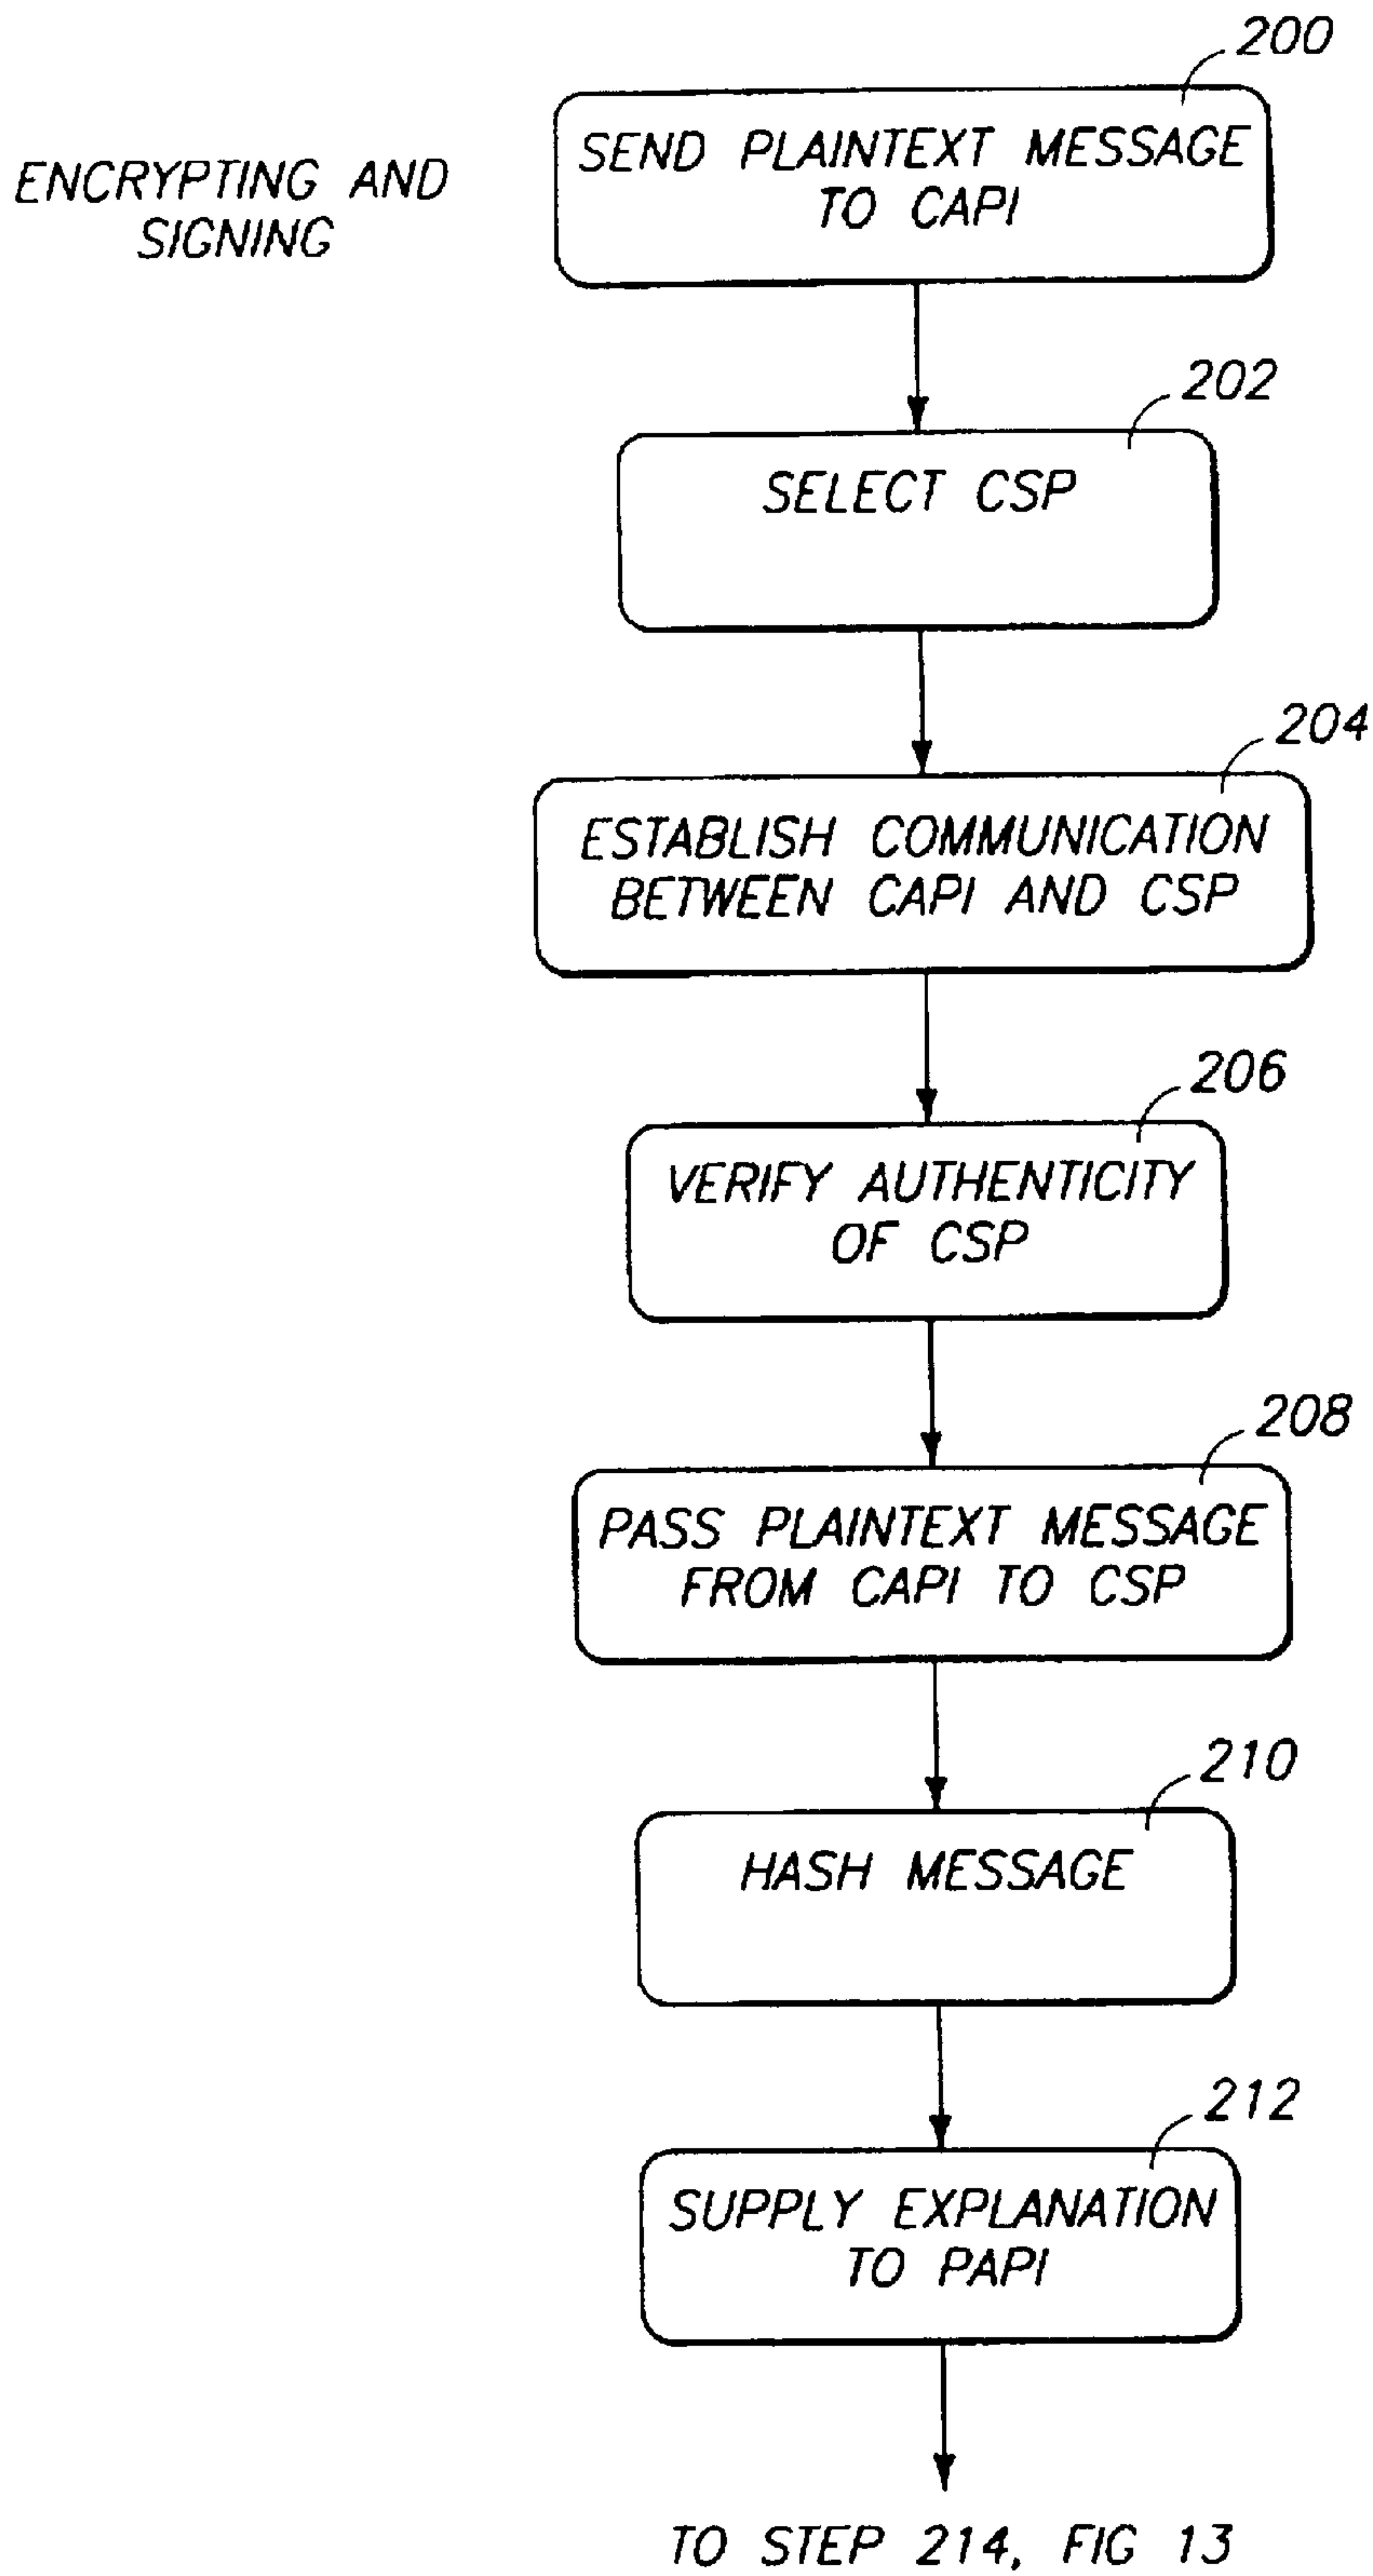 ENCRYPTING AND
SIGNING
200
SEND PLAINTEXT MESSAGE
TO CAPI
202
SELECT CSP
204
ESTABLISH COMMUNICATION
BETWEEN CAPI AND CSP
206
VERIFY AUTHENTICITY
OF CSP
208
PASS PLAINTEXT MESSAGE
FROM CAPI TO CSP
210
HASH MESSAGE
212
SUPPLY EXPLANATION
TO PAPI
TO STEP 214, FIG 13